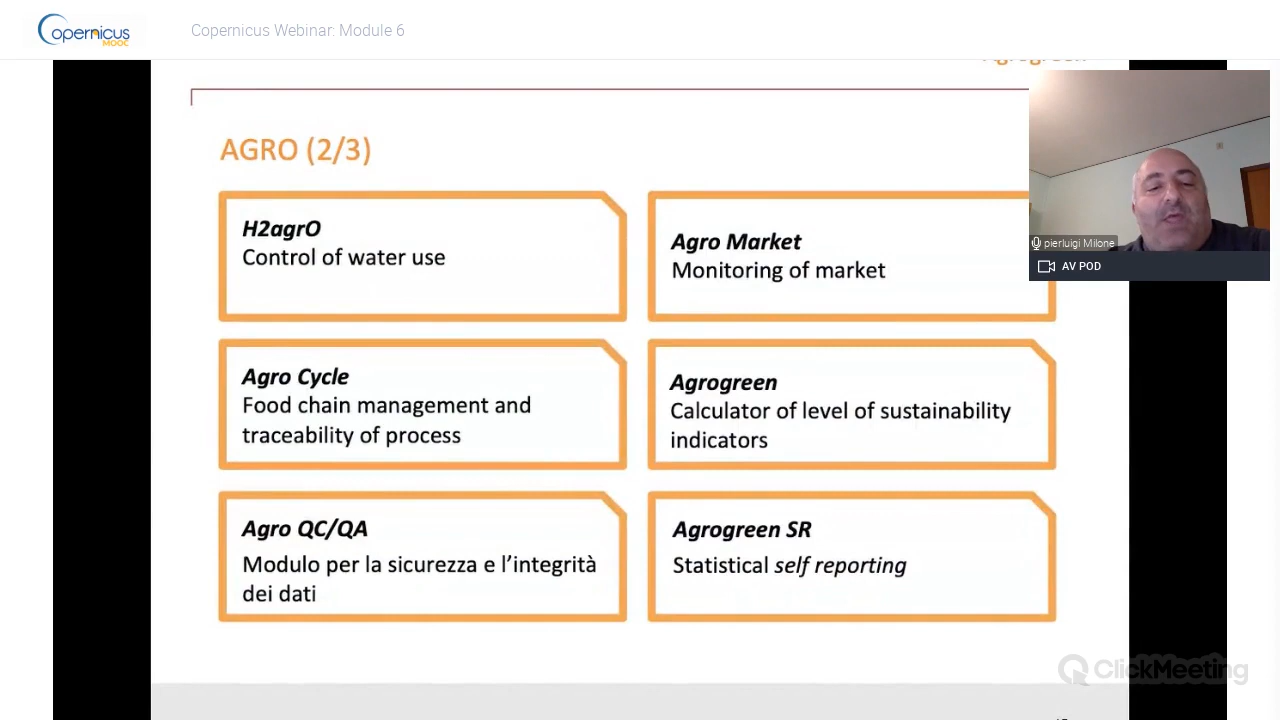 Copernicus
MOOC
Copernicus Webinar: Module 6
Agrogreen
AGRO (2/3)
H2agrO
Control of water use
Agro Market
Monitoring of market
pierluigi Milone
AV POD
Agro Cycle
Food chain management and
traceability of process
Agrogreen
Calculator of level of sustainability
indicators
Agro QC/QA
Modulo per la sicurezza e l’integrità
dei dati
Agrogreen SR
Statistical self reporting
ClickMeeting